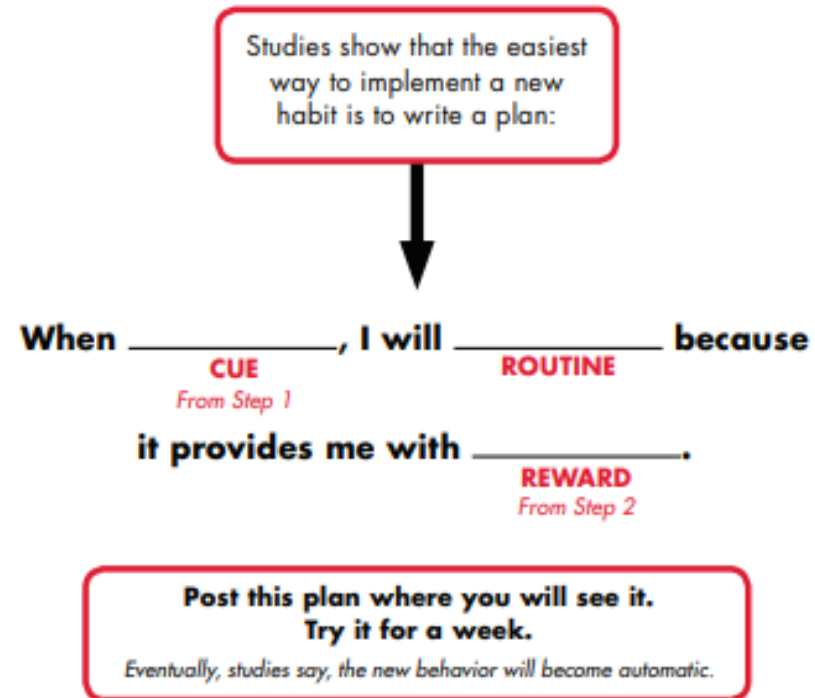 Studies show that the easiest
way to implement a new
habit is to write a plan:
When __________, I will __________ because
CUE ROUTINE
From Step 1
it provides me with __________.
REWARD
From Step 2
Post this plan where you will see it.
Try it for a week.
Eventually, studies say, the new behavior will become automatic.